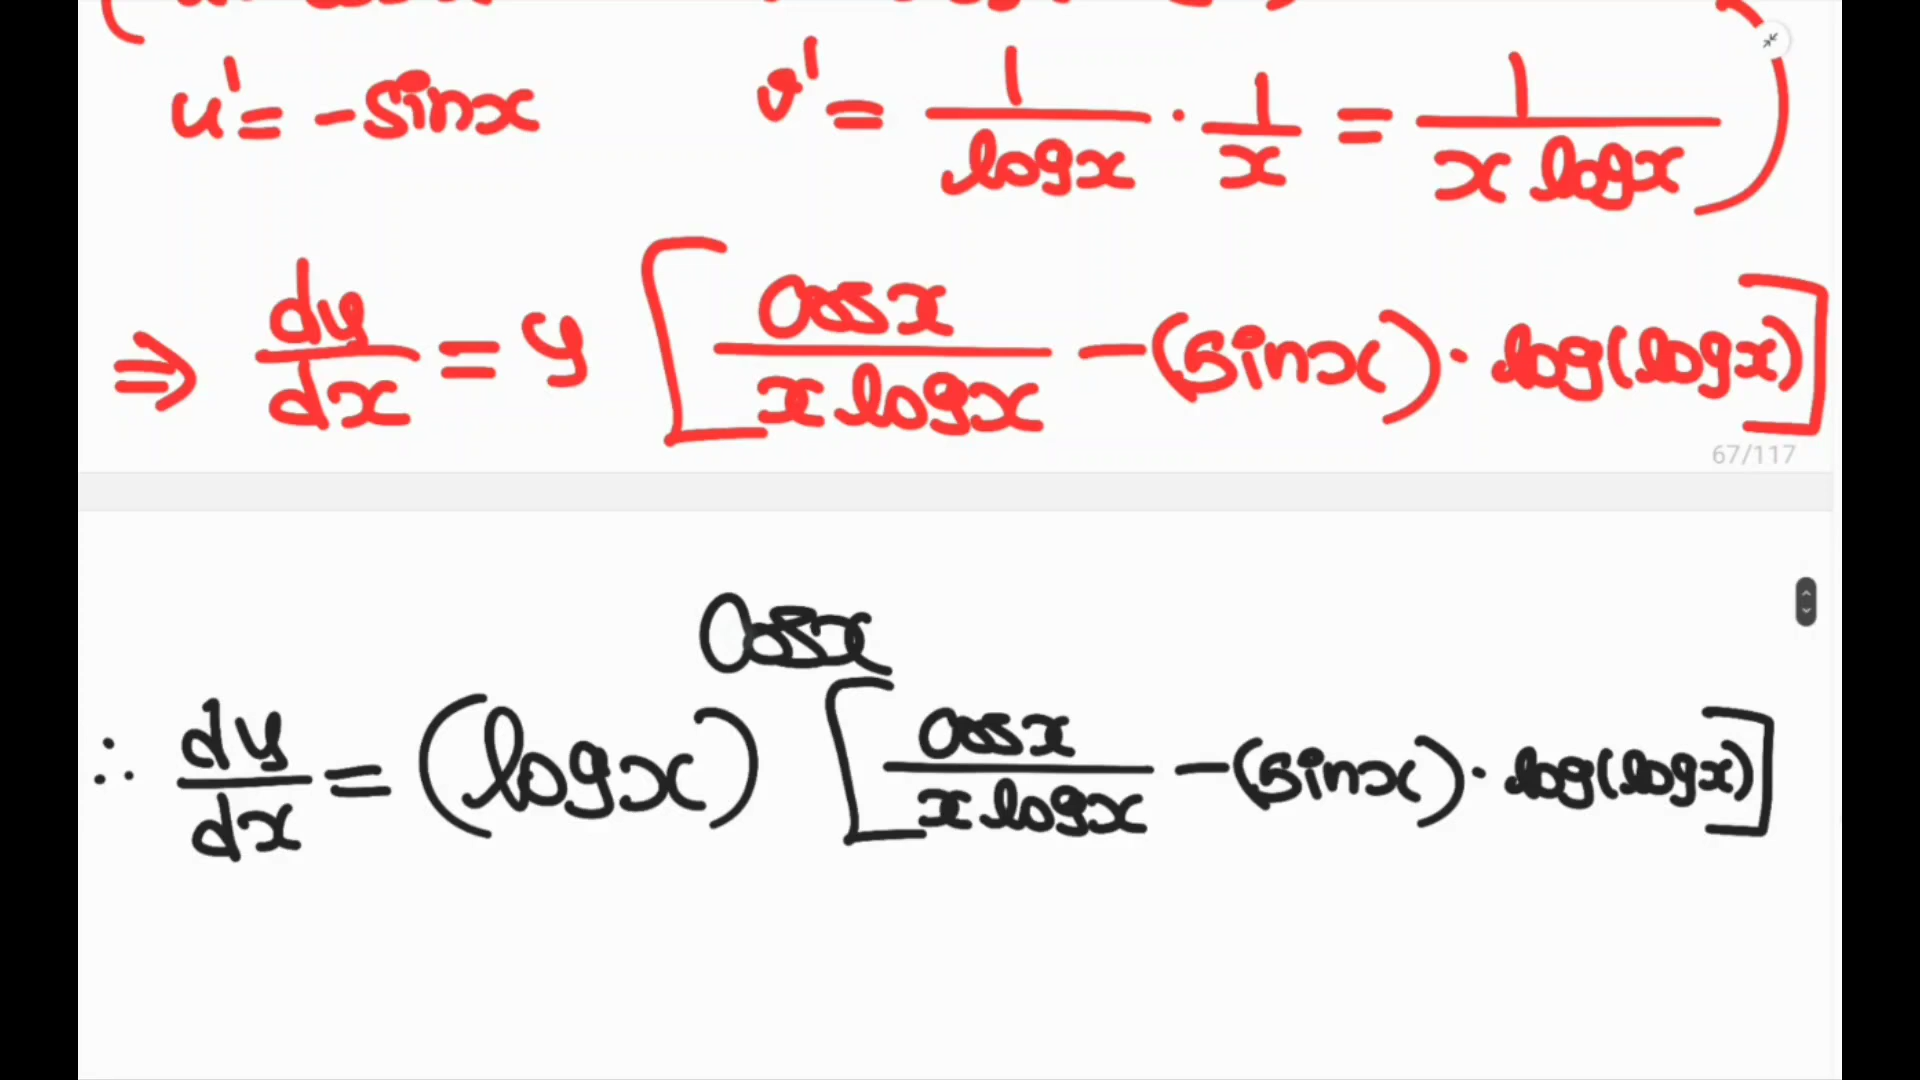 u' = - sinx v' = 1/logx · 1/x = 1/(x logx) )
⇒ dy/dx = y [ cosx/(x logx) - (sinx) · log(logx) ]
67/117
∴ dy/dx = (logx)^cosx [ cosx/(x logx) - (sinx) · log(logx) ]